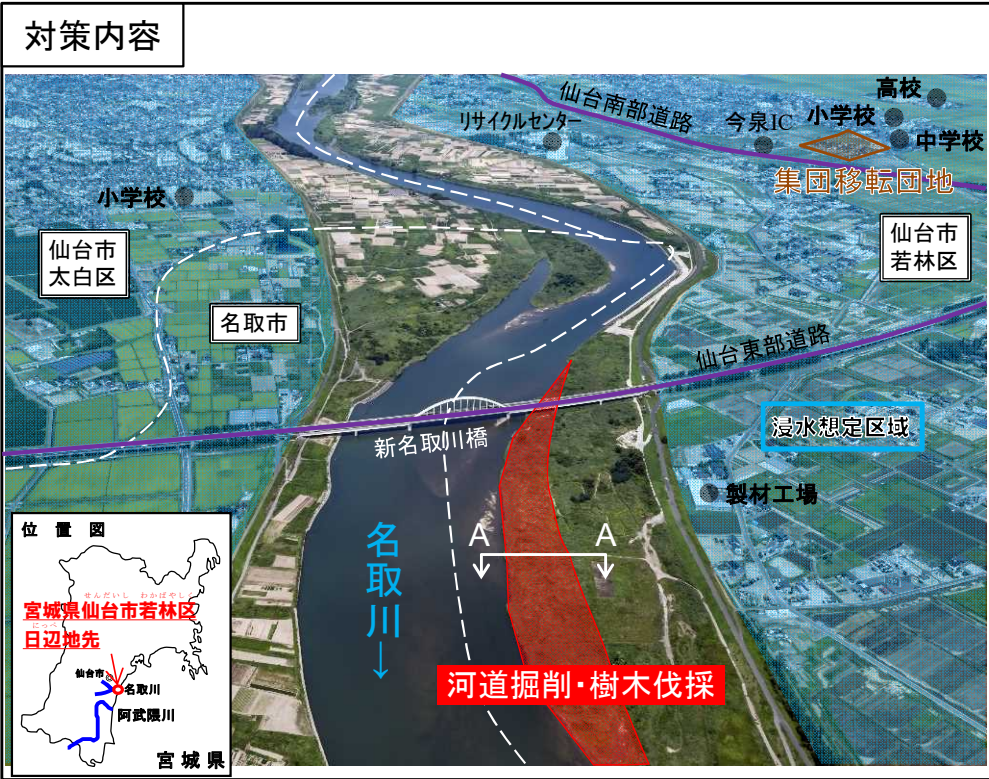 対策内容
高校
仙台南部道路
リサイクルセンター
今泉IC
小学校
中学校
集団移転団地
小学校
仙台市
太白区
仙台市
若林区
名取市
仙台東部道路
新名取川橋
浸水想定区域
製材工場
A
A
名取川
↓
河道掘削・樹木伐採
位置図
せんだいし わかばやしく
宮城県仙台市若林区
にっぺ
日辺地先
仙台市
名取川
阿武隈川
宮城県